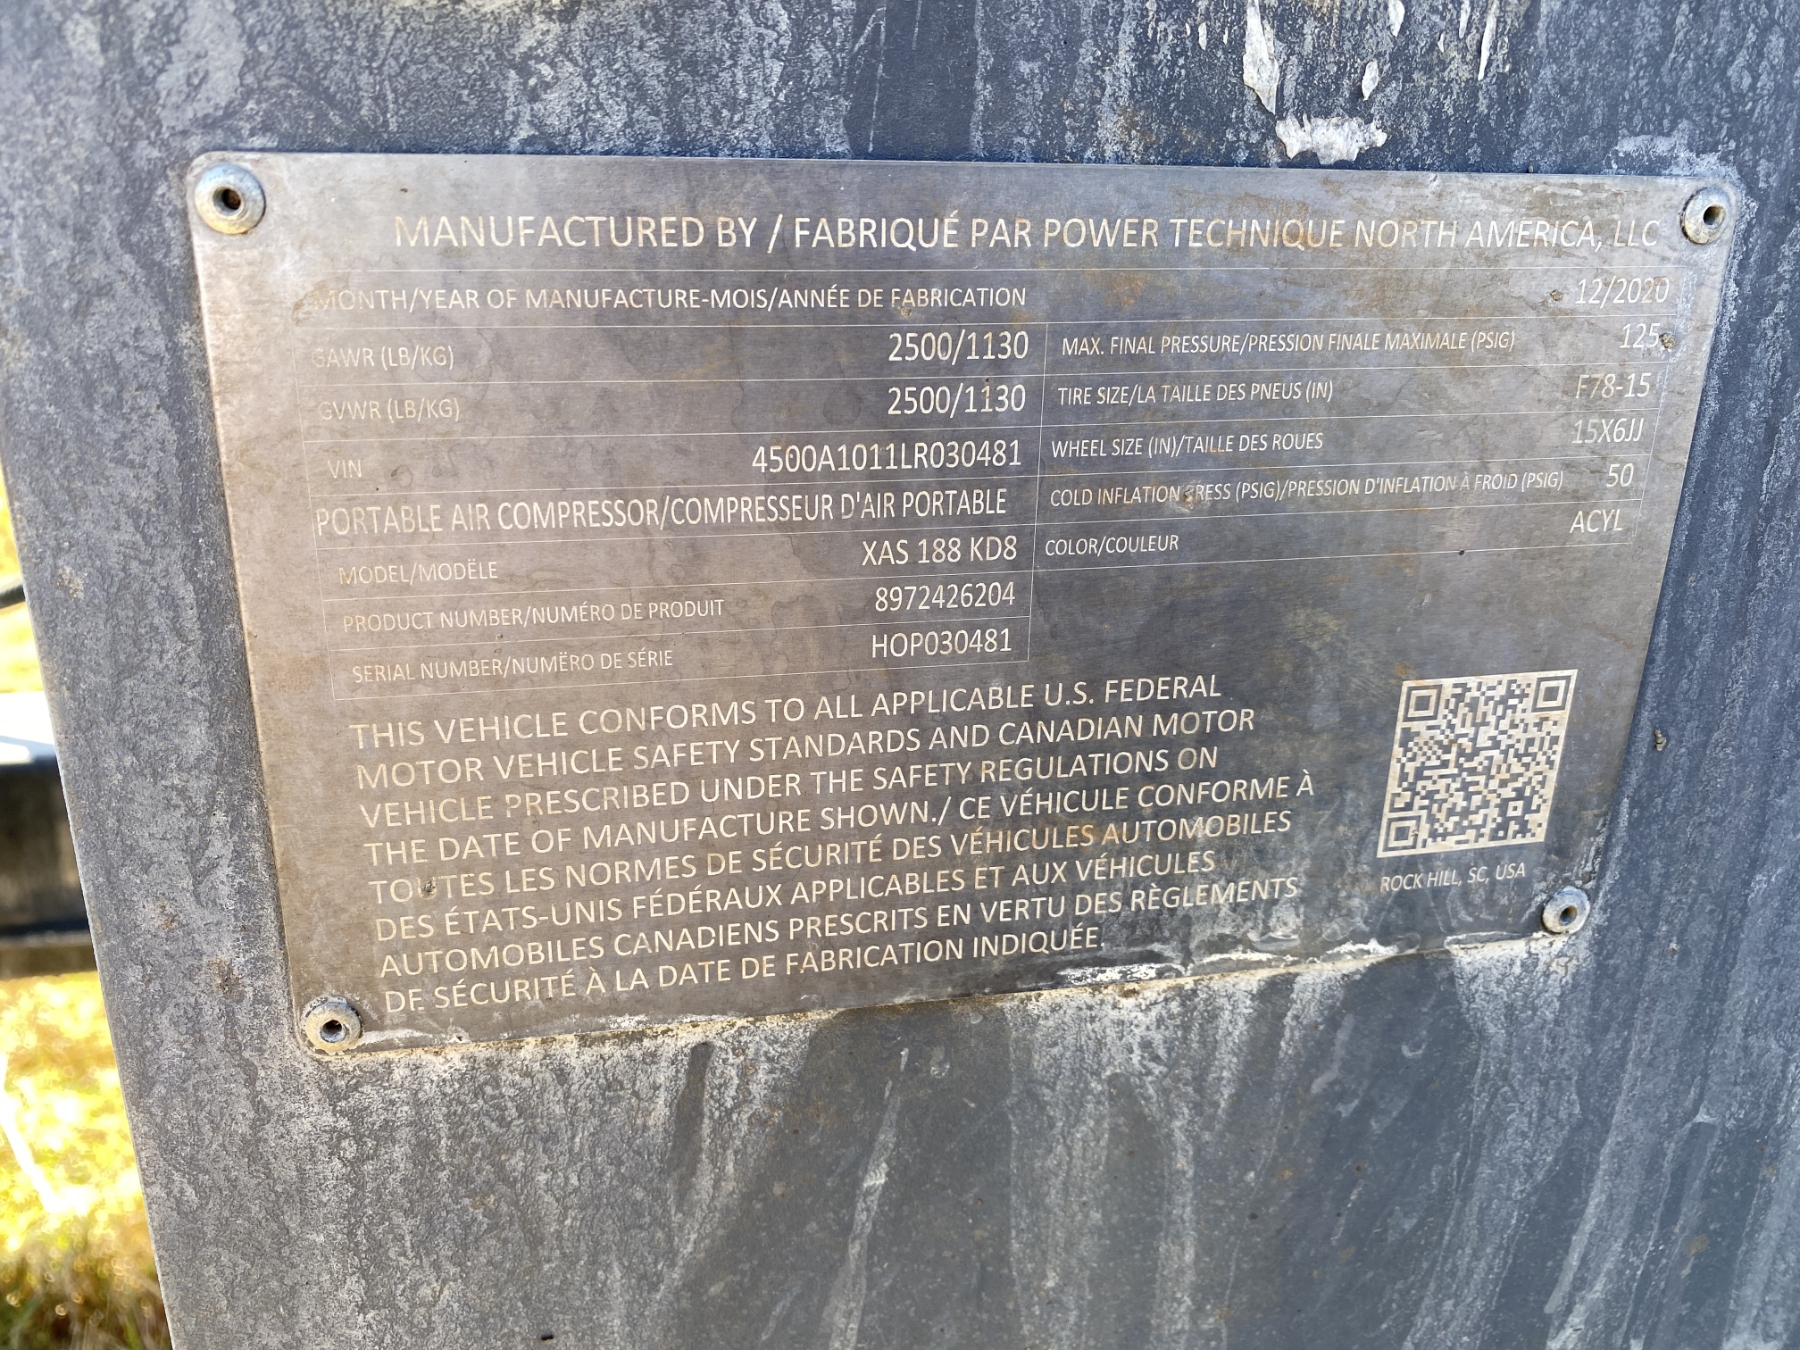 MANUFACTURED BY / FABRIQUÉ PAR POWER TECHNIQUE NORTH AMERICA, LLC
MONTH/YEAR OF MANUFACTURE-MOIS/ANNÉE DE FABRICATION 12/2020
GAWR (LB/KG) 2500/1130
GVWR (LB/KG) 2500/1130
VIN 4500A1011LR030481
PORTABLE AIR COMPRESSOR/COMPRESSEUR D'AIR PORTABLE
MODEL/MODËLE XAS 188 KD8
PRODUCT NUMBER/NUMÉRO DE PRODUIT 8972426204
SERIAL NUMBER/NUMËRO DE SÉRIE HOP030481
MAX. FINAL PRESSURE/PRESSION FINALE MAXIMALE (PSIG) 125
TIRE SIZE/LA TAILLE DES PNEUS (IN) F78-15
WHEEL SIZE (IN)/TAILLE DES ROUES 15X6JJ
COLD INFLATION PRESS (PSIG)/PRESSION D'INFLATION À FROID (PSIG) 50
COLOR/COULEUR ACYL
THIS VEHICLE CONFORMS TO ALL APPLICABLE U.S. FEDERAL
MOTOR VEHICLE SAFETY STANDARDS AND CANADIAN MOTOR
VEHICLE PRESCRIBED UNDER THE SAFETY REGULATIONS ON
THE DATE OF MANUFACTURE SHOWN./ CE VÉHICULE CONFORME À
TOUTES LES NORMES DE SÉCURITÉ DES VÉHICULES AUTOMOBILES
DES ÉTATS-UNIS FÉDÉRAUX APPLICABLES ET AUX VÉHICULES
AUTOMOBILES CANADIENS PRESCRITS EN VERTU DES RÈGLEMENTS
DE SÉCURITÉ À LA DATE DE FABRICATION INDIQUÉE.
ROCK HILL, SC, USA